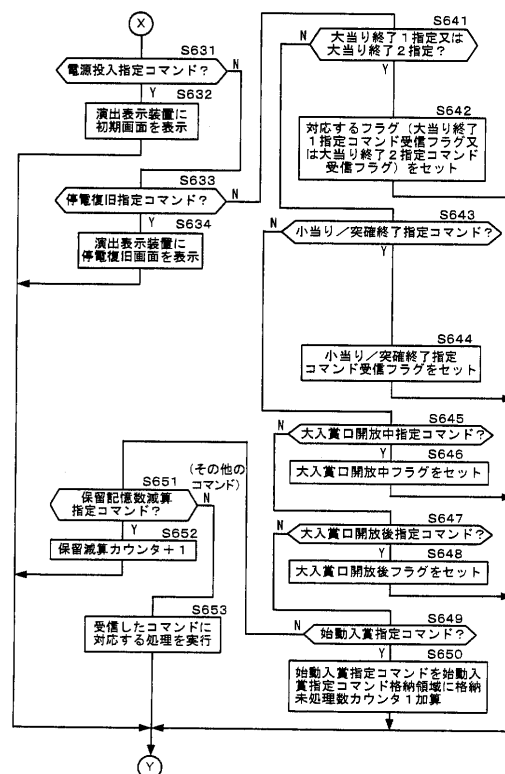 X
S631
電源投入指定コマンド？
N
Y
S632
演出表示装置に
初期画面を表示
S633
停電復旧指定コマンド？
N
Y
S634
演出表示装置に
停電復旧画面を表示
S641
大当り終了１指定又は
大当り終了２指定？
N
Y
S642
対応するフラグ（大当り終了
１指定コマンド受信フラグ又
は大当り終了２指定コマンド
受信フラグ）をセット
S643
小当り／突確終了指定コマンド？
N
Y
S644
小当り／突確終了指定
コマンド受信フラグをセット
S645
大入賞口開放中指定コマンド？
N
Y
S646
大入賞口開放中フラグをセット
S647
大入賞口開放後指定コマンド？
N
Y
S648
大入賞口開放後フラグをセット
S649
始動入賞指定コマンド？
N
Y
S650
始動入賞指定コマンドを始動入
賞指定コマンド格納領域に格納
未処理数カウンタ１加算
S651
保留記憶数減算
指定コマンド？
(その他の
コマンド)
N
Y
S652
保留減算カウンタ＋１
S653
受信したコマンドに
対応する処理を実行
Y